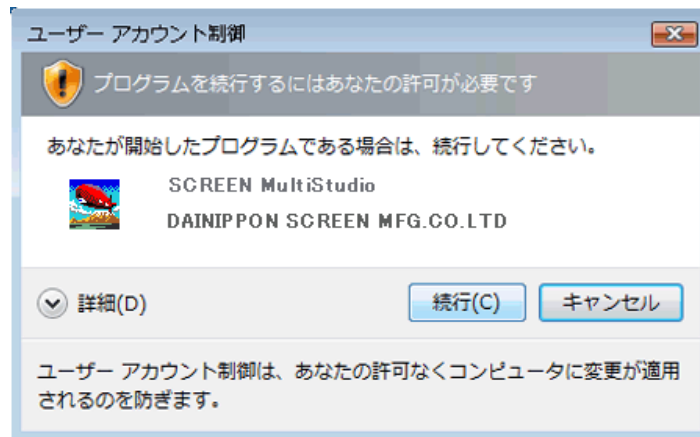 ユーザー アカウント制御
プログラムを続行するにはあなたの許可が必要です
あなたが開始したプログラムである場合は、続行してください。
SCREEN MultiStudio
DAINIPPON SCREEN MFG.CO.LTD
詳細(D)
続行(C)
キャンセル
ユーザー アカウント制御は、あなたの許可なくコンピュータに変更が適用
されるのを防ぎます。